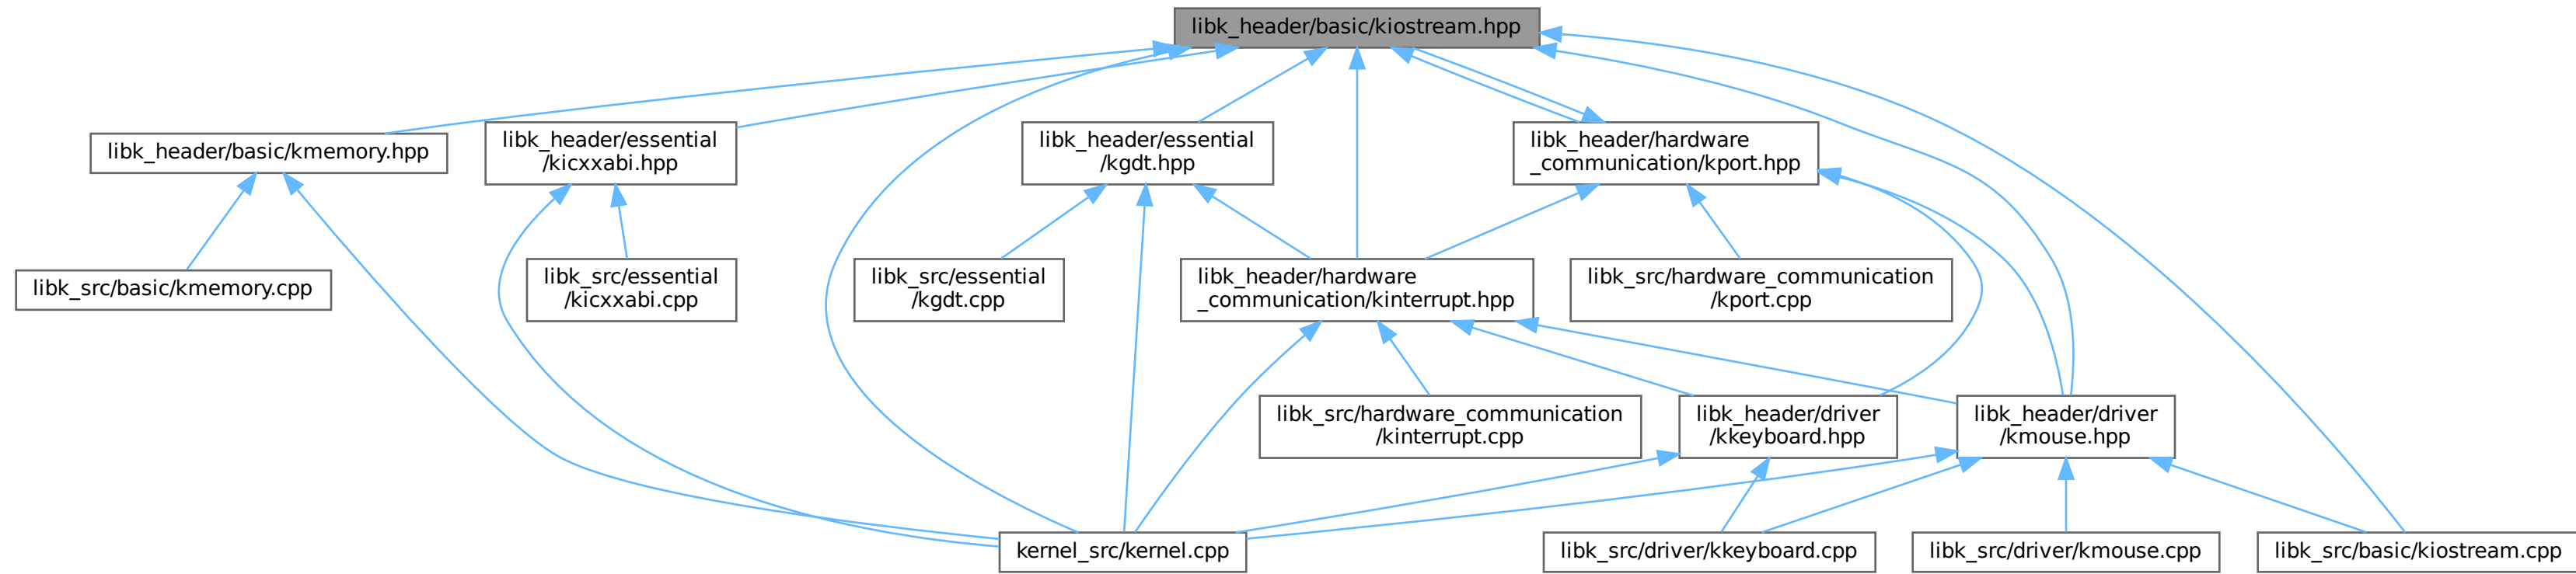 libk_header/basic/kiostream.hpp
libk_header/basic/kmemory.hpp
libk_header/essential
/kicxxabi.hpp
libk_header/essential
/kgdt.hpp
libk_header/hardware
_communication/kport.hpp
libk_src/basic/kmemory.cpp
libk_src/essential
/kicxxabi.cpp
libk_src/essential
/kgdt.cpp
libk_header/hardware
_communication/kinterrupt.hpp
libk_src/hardware_communication
/kport.cpp
libk_src/hardware_communication
/kinterrupt.cpp
libk_header/driver
/kkeyboard.hpp
libk_header/driver
/kmouse.hpp
kernel_src/kernel.cpp
libk_src/driver/kkeyboard.cpp
libk_src/driver/kmouse.cpp
libk_src/basic/kiostream.cpp